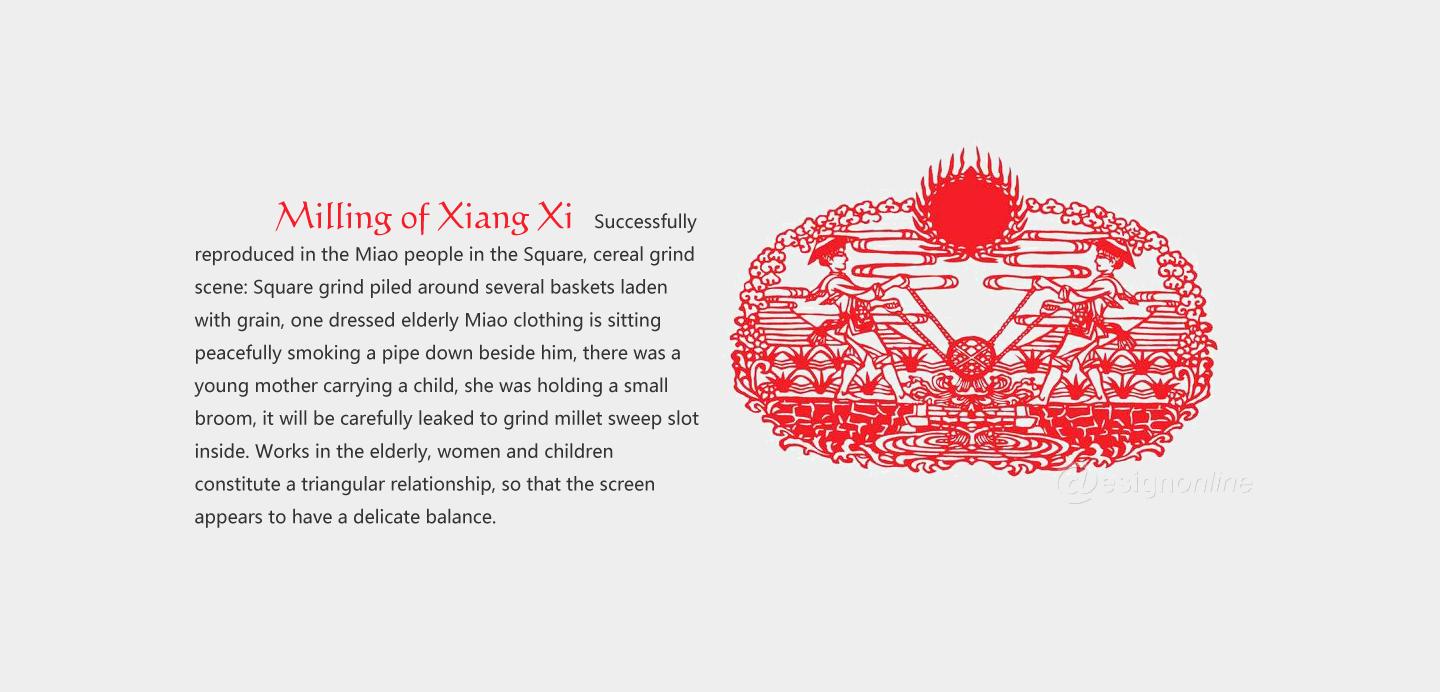 Milling of Xiang Xi Successfully
reproduced in the Miao people in the Square, cereal grind
scene: Square grind piled around several baskets laden
with grain, one dressed elderly Miao clothing is sitting
peacefully smoking a pipe down beside him, there was a
young mother carrying a child, she was holding a small
broom, it will be carefully leaked to grind millet sweep slot
inside. Works in the elderly, women and children
constitute a triangular relationship, so that the screen
appears to have a delicate balance.
@esignonline